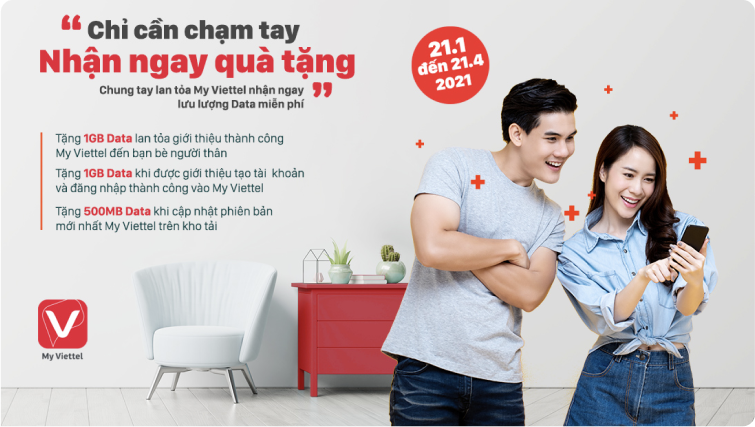 “ Chỉ cần chạm tay
Nhận ngay quà tặng
Chung tay lan tỏa My Viettel nhận ngay
lưu lượng Data miễn phí ”
21.1
đến 21.4
2021
Tặng 1GB Data lan tỏa giới thiệu thành công
My Viettel đến bạn bè người thân
Tặng 1GB Data khi được giới thiệu tạo tài khoản
và đăng nhập thành công vào My Viettel
Tặng 500MB Data khi cập nhật phiên bản
mới nhất My Viettel trên kho tải
V
My Viettel